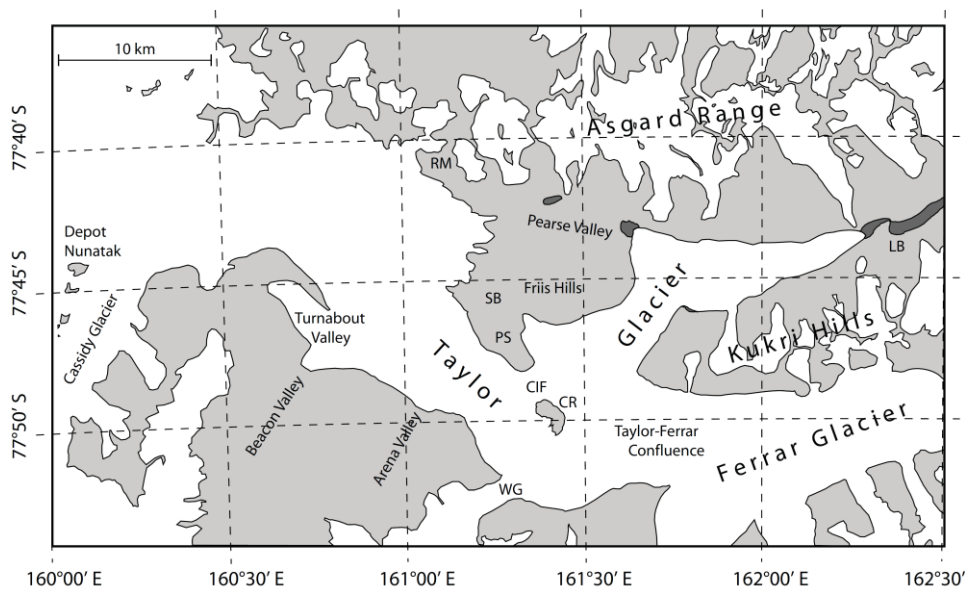 10 km
77°40′ S
77°45′ S
77°50′ S
Asgard Range
RM
Pearse Valley
LB
Depot
Nunatak
Cassidy Glacier
Turnabout
Valley
SB
Friis Hills
PS
Taylor
Glacier
Kukri Hills
CIF
CR
Beacon Valley
Arena Valley
Taylor-Ferrar
Confluence
Ferrar Glacier
WG
160°00′ E
160°30′ E
161°00′ E
161°30′ E
162°00′ E
162°30′ E